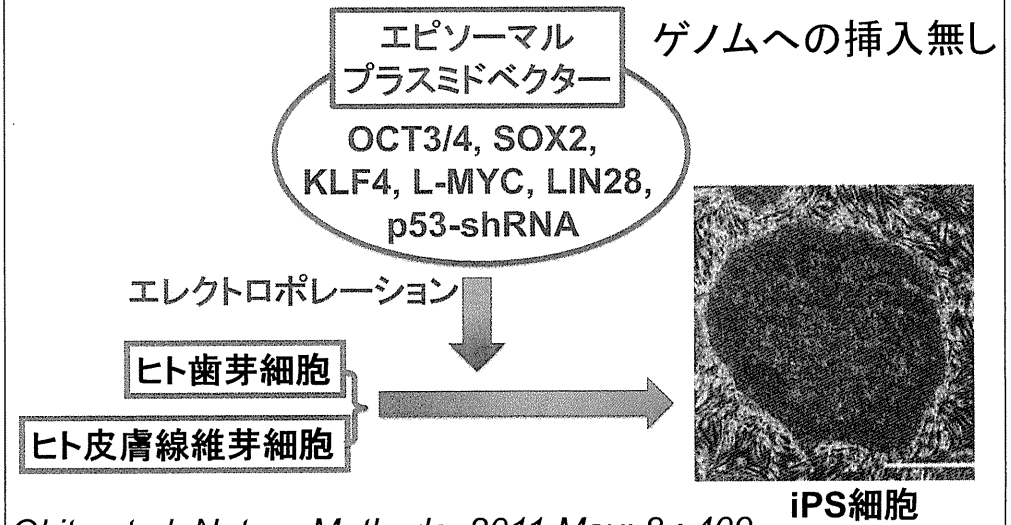 エピソーマル
プラスミドベクター
ゲノムへの挿入無し
OCT3/4, SOX2,
KLF4, L-MYC, LIN28,
p53-shRNA
エレクトロポレーション
ヒト歯芽細胞
ヒト皮膚線維芽細胞
iPS細胞